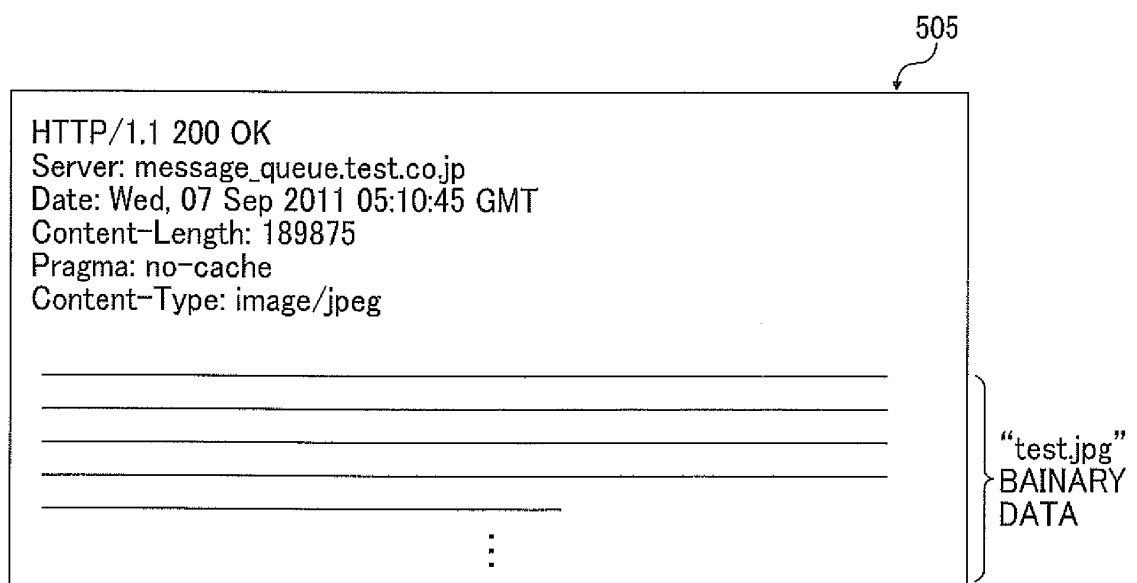 505
HTTP/1.1 200 OK
Server: message_queue.test.co.jp
Date: Wed, 07 Sep 2011 05:10:45 GMT
Content-Length: 189875
Pragma: no-cache
Content-Type: image/jpeg
“test.jpg”
BAINARY
DATA